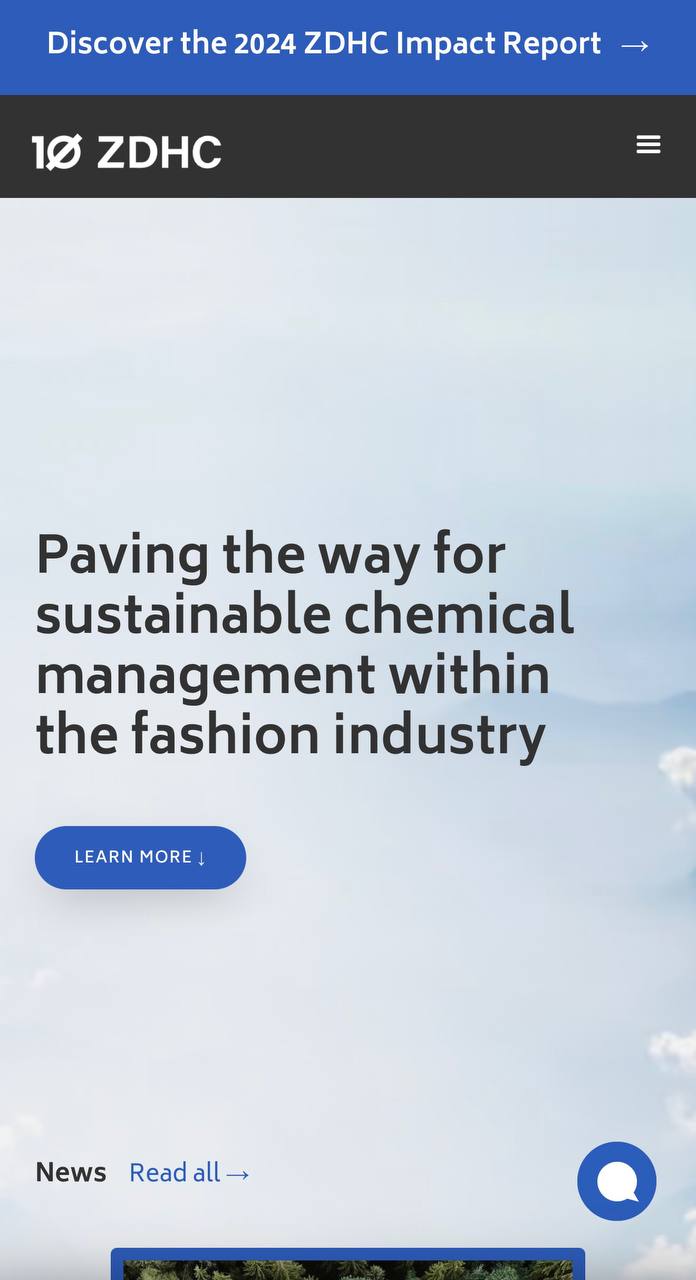 Discover the 2024 ZDHC Impact Report →
10 ZDHC
Paving the way for
sustainable chemical
management within
the fashion industry
LEARN MORE ↓
News Read all →